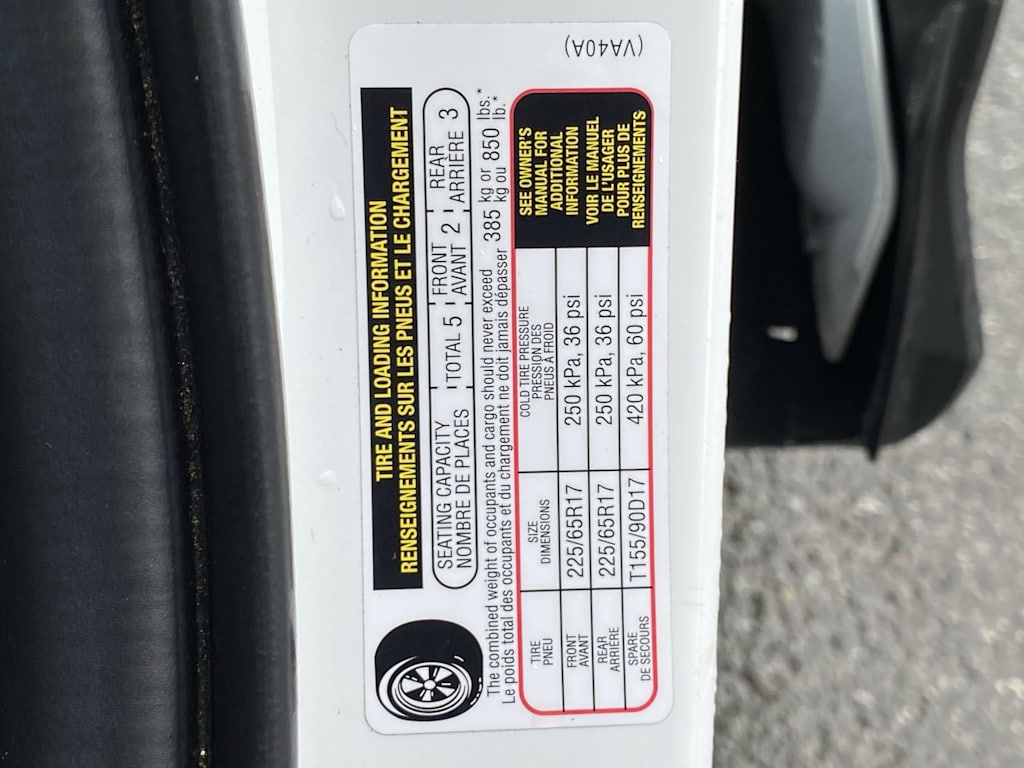 (VA40A)
TIRE AND LOADING INFORMATION
RENSEIGNEMENTS SUR LES PNEUS ET LE CHARGEMENT
SEATING CAPACITY
NOMBRE DE PLACES
TOTAL 5
FRONT
AVANT 2
REAR
ARRIÈRE 3
The combined weight of occupants and cargo should never exceed 385 kg or 850 lbs.*
Le poids total des occupants et du chargement ne doit jamais dépasser 385 kg ou 850 lb.*
TIRE
PNEU
SIZE
DIMENSIONS
COLD TIRE PRESSURE
PRESSION DES
PNEUS À FROID
FRONT
AVANT
225/65R17
250 kPa, 36 psi
REAR
ARRIÈRE
225/65R17
250 kPa, 36 psi
SPARE
DE SECOURS
T155/90D17
420 kPa, 60 psi
SEE OWNER'S
MANUAL FOR
ADDITIONAL
INFORMATION
VOIR LE MANUEL
DE L'USAGER
POUR PLUS DE
RENSEIGNEMENTS